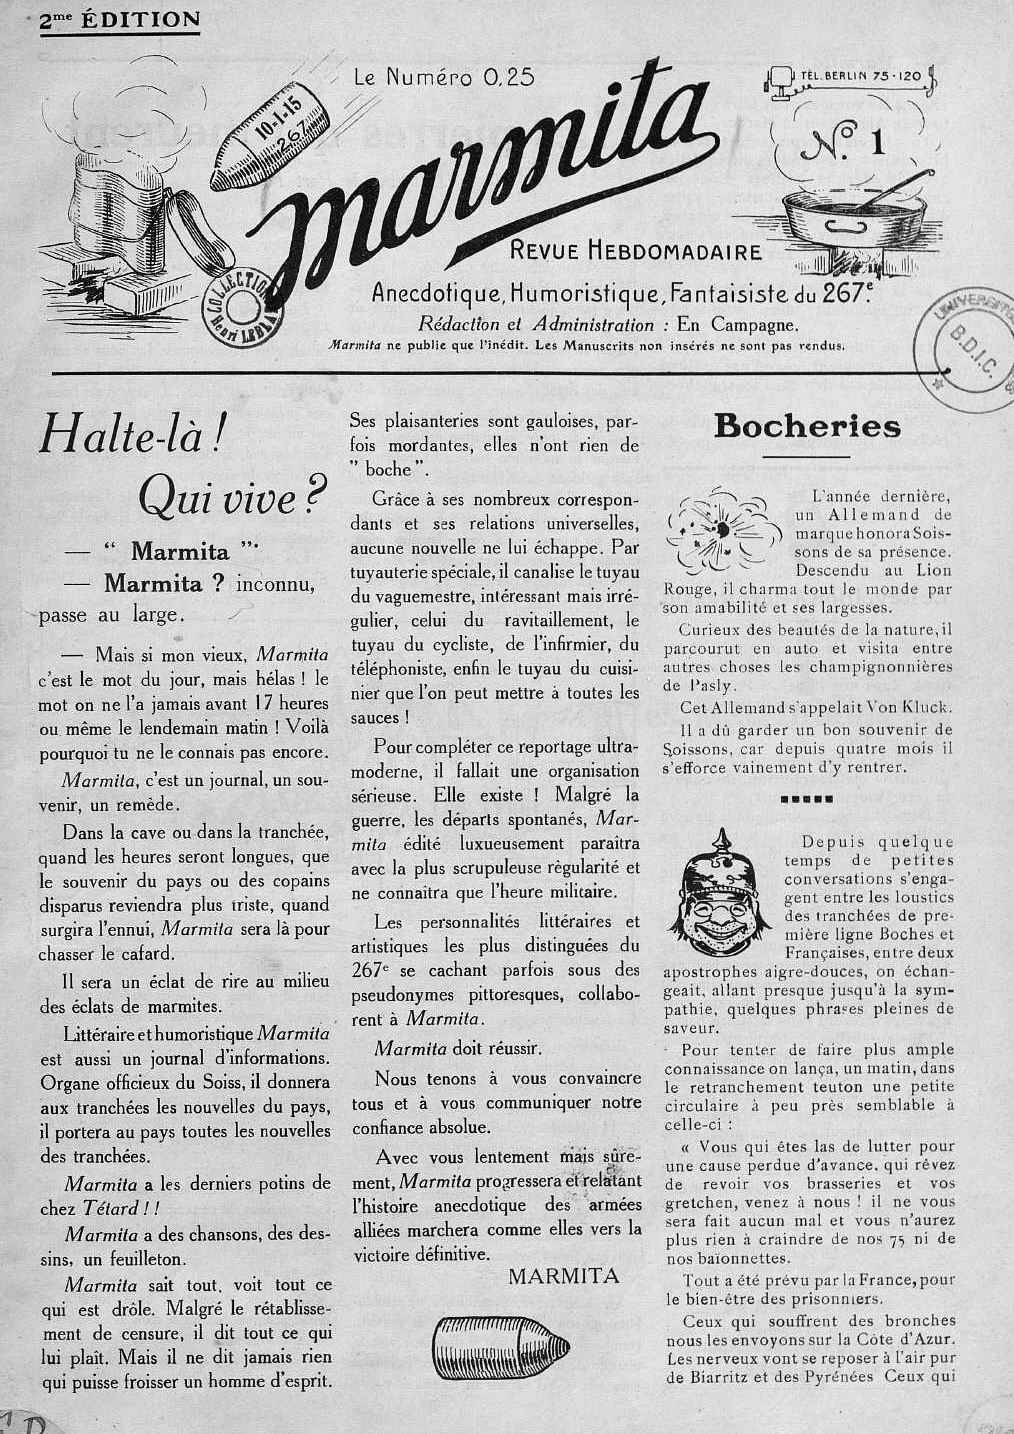 2me ÉDITION
Le Numéro 0,25
TÉL. BERLIN 75-120
10-1-15
267
Marmita
N.º 1
REVUE HEBDOMADAIRE
Anecdotique, Humoristique, Fantaisiste du 267.e
Rédaction et Administration : En Campagne.
Marmita ne publie que l'inédit. Les Manuscrits non insérés ne sont pas rendus.
COLLECTION
Henri LEBLA
UNIVERSITÉ
B.D.I.C.
Halte-là !
Qui vive ?
— “ Marmita ”.
— Marmita ? inconnu,
passe au large.
— Mais si mon vieux, Marmita
c'est le mot du jour, mais hélas ! le
mot on ne l'a jamais avant 17 heures
ou même le lendemain matin ! Voilà
pourquoi tu ne le connais pas encore.
Marmita, c'est un journal, un sou-
venir, un remède.
Dans la cave ou dans la tranchée,
quand les heures seront longues, que
le souvenir du pays ou des copains
disparus reviendra plus triste, quand
surgira l'ennui, Marmita sera là pour
chasser le cafard.
Il sera un éclat de rire au milieu
des éclats de marmites.
Littéraire et humoristique Marmita
est aussi un journal d'informations.
Organe officieux du Soiss, il donnera
aux tranchées les nouvelles du pays,
il portera au pays toutes les nouvelles
des tranchées.
Marmita a les derniers potins de
chez Tétard ! !
Marmita a des chansons, des des-
sins, un feuilleton.
Marmita sait tout, voit tout ce
qui est drôle. Malgré le rétablisse-
ment de censure, il dit tout ce qui
lui plaît. Mais il ne dit jamais rien
qui puisse froisser un homme d'esprit.
Ses plaisanteries sont gauloises, par-
fois mordantes, elles n'ont rien de
" boche ".
Grâce à ses nombreux correspon-
dants et ses relations universelles,
aucune nouvelle ne lui échappe. Par
tuyauterie spéciale, il canalise le tuyau
du vaguemestre, intéressant mais irré-
gulier, celui du ravitaillement, le
tuyau du cycliste, de l'infirmier, du
téléphoniste, enfin le tuyau du cuisi-
nier que l'on peut mettre à toutes les
sauces !
Pour compléter ce reportage ultra-
moderne, il fallait une organisation
sérieuse. Elle existe ! Malgré la
guerre, les départs spontanés, Mar-
mita édité luxueusement paraîtra
avec la plus scrupuleuse régularité et
ne connaîtra que l'heure militaire.
Les personnalités littéraires et
artistiques les plus distinguées du
267e se cachant parfois sous des
pseudonymes pittoresques, collabo-
rent à Marmita.
Marmita doit réussir.
Nous tenons à vous convaincre
tous et à vous communiquer notre
confiance absolue.
Avec vous lentement mais sûre-
ment, Marmita progressera et relatant
l'histoire anecdotique des armées
alliées marchera comme elles vers la
victoire définitive.
MARMITA
Bocheries
L'année dernière,
un Allemand de
marque honora Sois-
sons de sa présence.
Descendu au Lion
Rouge, il charma tout le monde par
son amabilité et ses largesses.
Curieux des beautés de la nature, il
parcourut en auto et visita entre
autres choses les champignonnières
de Pasly.
Cet Allemand s'appelait Von Kluck.
Il a dû garder un bon souvenir de
Soissons, car depuis quatre mois il
s'efforce vainement d'y rentrer.
Depuis quelque
temps de petites
conversations s'enga-
gent entre les loustics
des tranchées de pre-
mière ligne Boches et
Françaises, entre deux
apostrophes aigre-douces, on échan-
geait, allant presque jusqu'à la sym-
pathie, quelques phrases pleines de
saveur.
Pour tenter de faire plus ample
connaissance on lança, un matin, dans
le retranchement teuton une petite
circulaire à peu près semblable à
celle-ci :
« Vous qui êtes las de lutter pour
une cause perdue d'avance, qui rêvez
de revoir vos brasseries et vos
gretchen, venez à nous ! il ne vous
sera fait aucun mal et vous n'aurez
plus rien à craindre de nos 75 ni de
nos baïonnettes.
Tout a été prévu par la France, pour
le bien-être des prisonniers.
Ceux qui souffrent des bronches
nous les envoyons sur la Côte d'Azur.
Les nerveux vont se reposer à l'air pur
de Biarritz et des Pyrénées Ceux qui